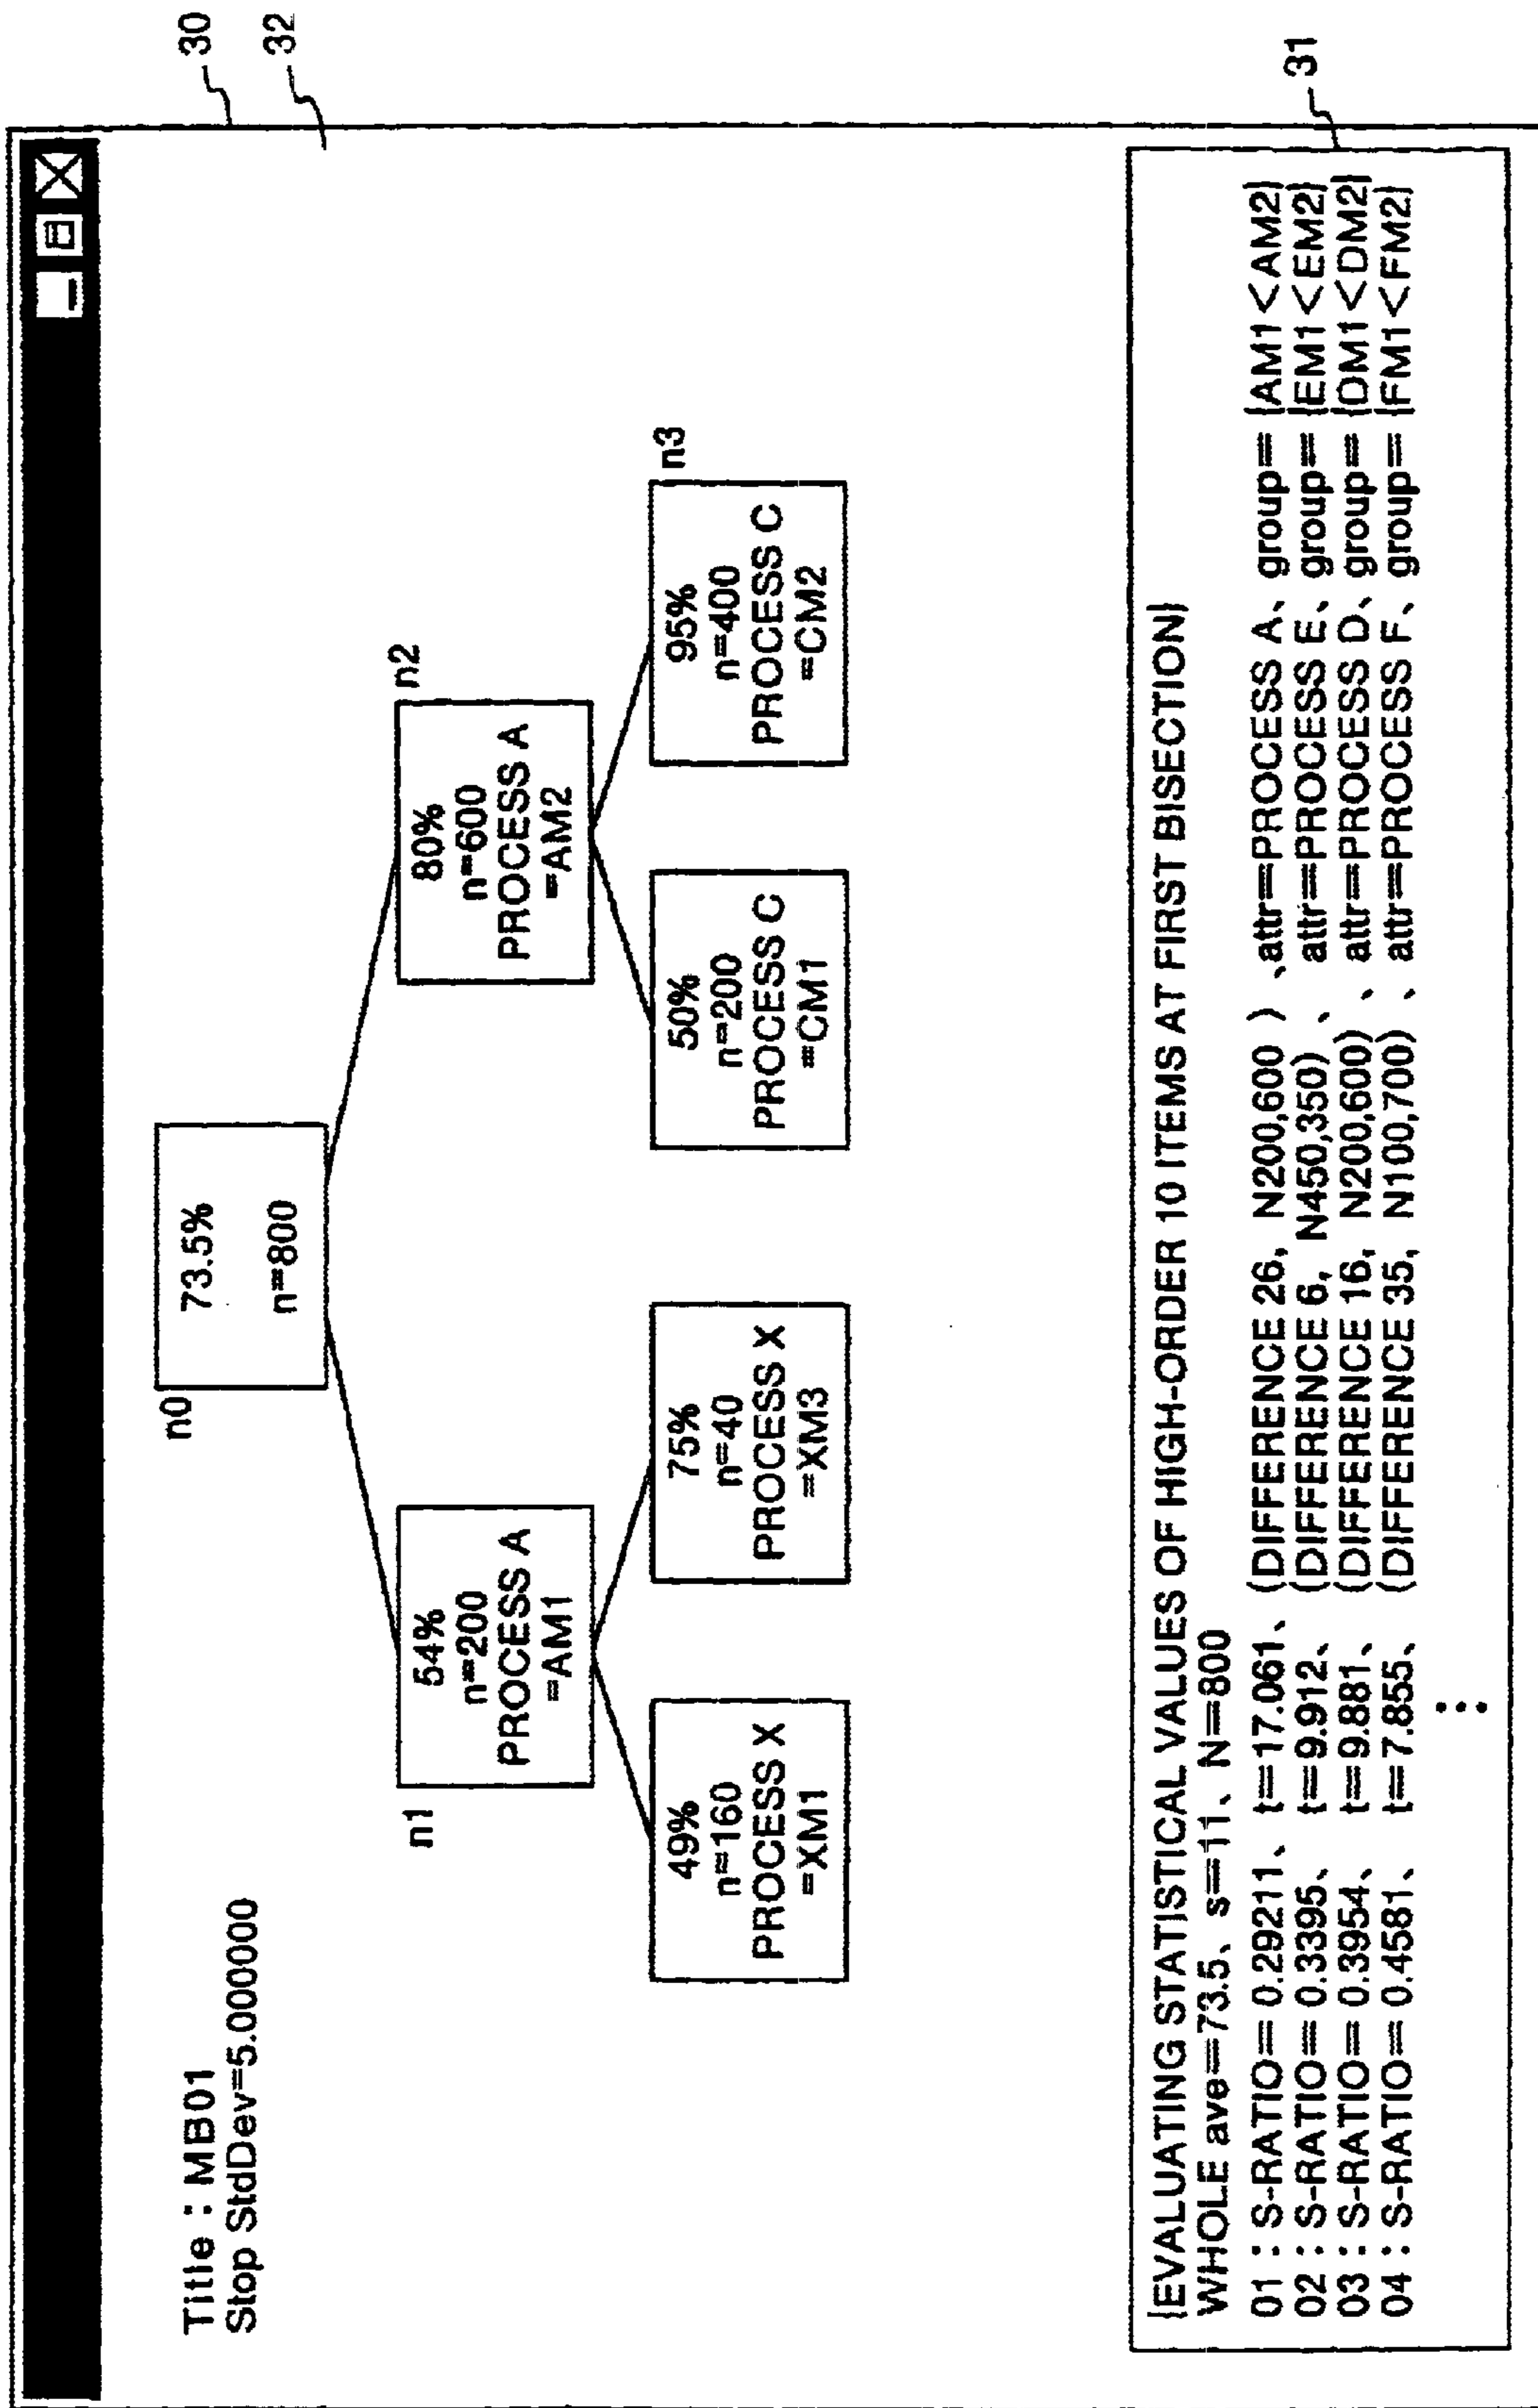 30
32
Title : MB01
Stop StdDev=5.000000
n0
73.5%
n=800
n1
54%
n=200
PROCESS A
=AM1
n2
80%
n=600
PROCESS A
=AM2
49%
n=160
PROCESS X
=XM1
75%
n=40
PROCESS X
=XM3
50%
n=200
PROCESS C
=CM1
n3
95%
n=400
PROCESS C
=CM2
{EVALUATING STATISTICAL VALUES OF HIGH-ORDER 10 ITEMS AT FIRST BISECTION}
WHOLE ave=73.5、s=11、N=800
01 : S-RATIO= 0.29211、t=17.061、(DIFFERENCE 26, N200,600 ) 、attr=PROCESS A、group= {AM1<AM2}
02 : S-RATIO= 0.3395、t=9.912、(DIFFERENCE 6, N450,350) 、attr=PROCESS E、group= {EM1<EM2}
03 : S-RATIO= 0.3954、t=9.881、(DIFFERENCE 16, N200,600) 、attr=PROCESS D、group= {DM1<DM2}
04 : S-RATIO= 0.4581、t=7.855、(DIFFERENCE 35, N100,700) 、attr=PROCESS F、group= {FM1<FM2}
⋮
31